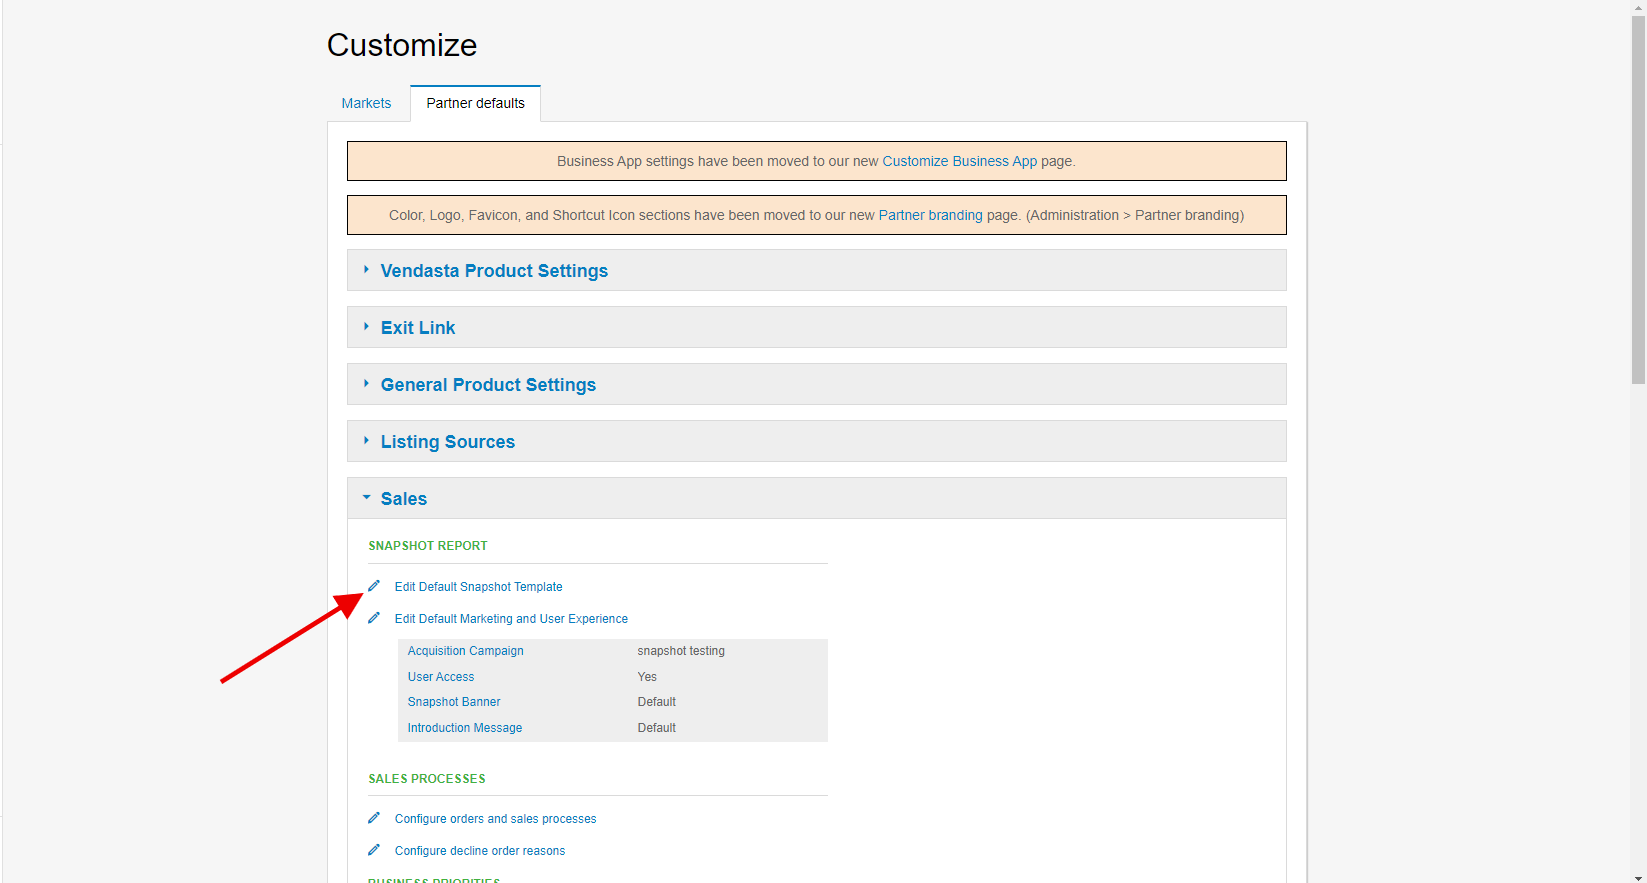 Customize
Markets
Partner defaults
Business App settings have been moved to our new Customize Business App page.
Color, Logo, Favicon, and Shortcut Icon sections have been moved to our new Partner branding page. (Administration > Partner branding)
Vendasta Product Settings
Exit Link
General Product Settings
Listing Sources
Sales
SNAPSHOT REPORT
Edit Default Snapshot Template
Edit Default Marketing and User Experience
Acquisition Campaign snapshot testing
User Access Yes
Snapshot Banner Default
Introduction Message Default
SALES PROCESSES
Configure orders and sales processes
Configure decline order reasons
BUSINESS PRIORITIES